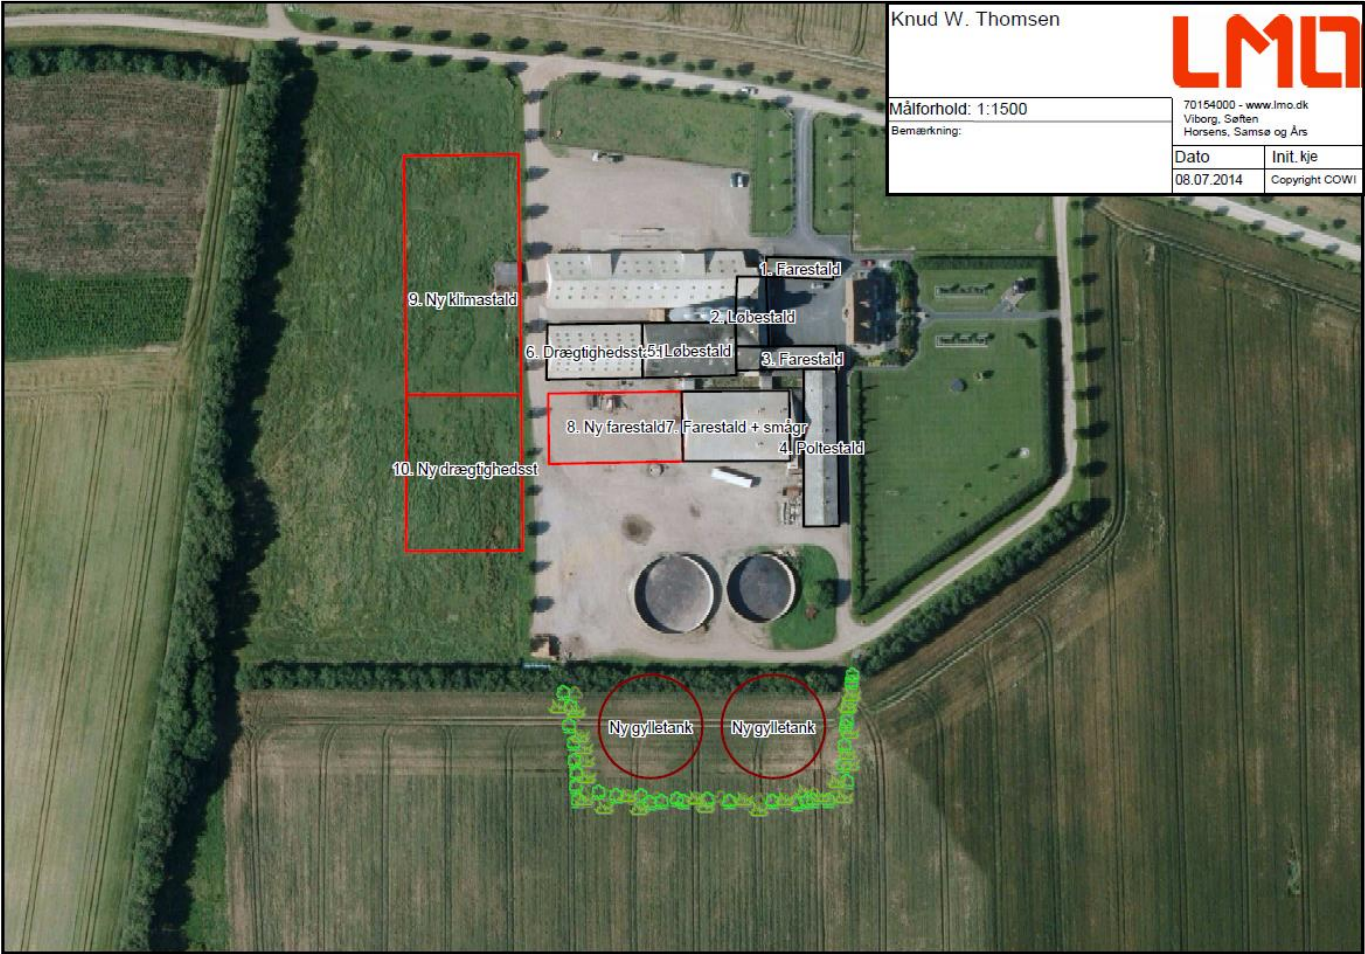 Knud W. Thomsen
LMO
Målforhold: 1:1500
Bemærkning:
70154000 - www.lmo.dk
Viborg, Søften
Horsens, Samsø og Års
Dato
Init. kje
08.07.2014
Copyright COWI
1. Farestald
9. Ny klimastald
2. Løbestald
6. Drægtighedsst
5. Løbestald
3. Farestald
8. Ny farestald
7. Farestald + smågr
4. Poltestald
10. Ny drægtighedsst
Ny gylletank
Ny gylletank